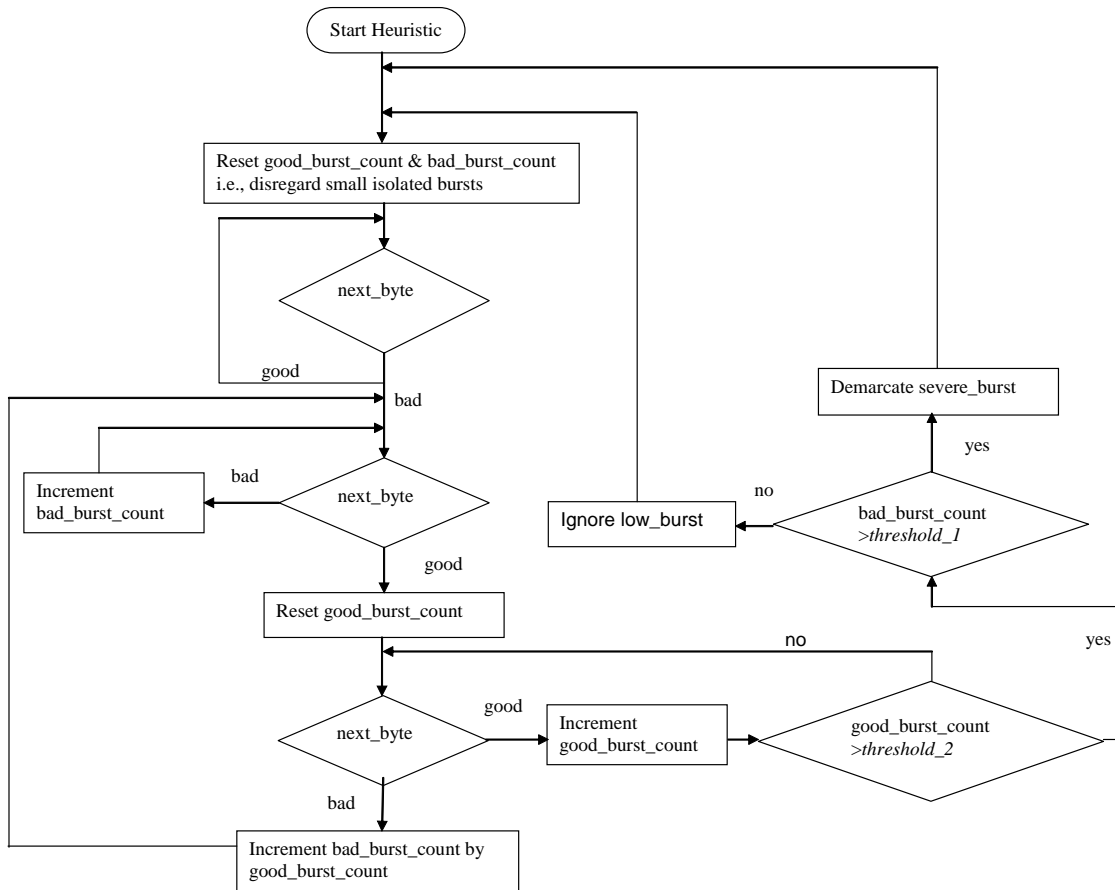 Start Heuristic
Reset good_burst_count & bad_burst_count
i.e., disregard small isolated bursts
next_byte
good
bad
Demarcate severe_burst
yes
bad
next_byte
Increment
bad_burst_count
no
Ignore low_burst
bad_burst_count
>threshold_1
good
Reset good_burst_count
no
yes
next_byte
good
Increment
good_burst_count
good_burst_count
>threshold_2
bad
Increment bad_burst_count by
good_burst_count